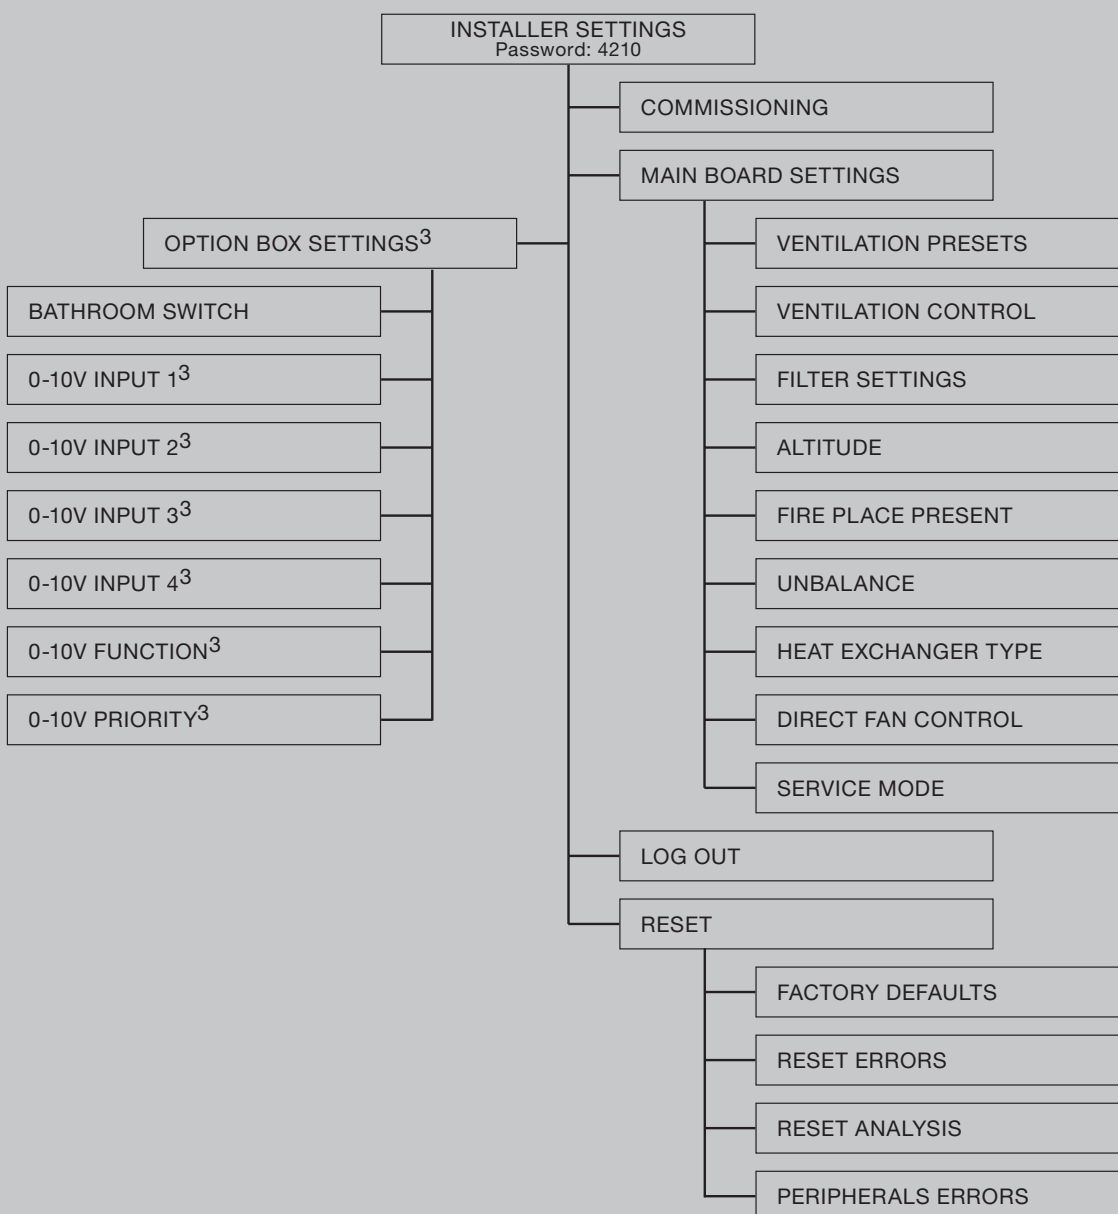 INSTALLER SETTINGS
Password: 4210
COMMISSIONING
MAIN BOARD SETTINGS
OPTION BOX SETTINGS3
VENTILATION PRESETS
BATHROOM SWITCH
VENTILATION CONTROL
0-10V INPUT 13
FILTER SETTINGS
0-10V INPUT 23
ALTITUDE
0-10V INPUT 33
FIRE PLACE PRESENT
0-10V INPUT 43
UNBALANCE
0-10V FUNCTION3
HEAT EXCHANGER TYPE
0-10V PRIORITY3
DIRECT FAN CONTROL
SERVICE MODE
LOG OUT
RESET
FACTORY DEFAULTS
RESET ERRORS
RESET ANALYSIS
PERIPHERALS ERRORS